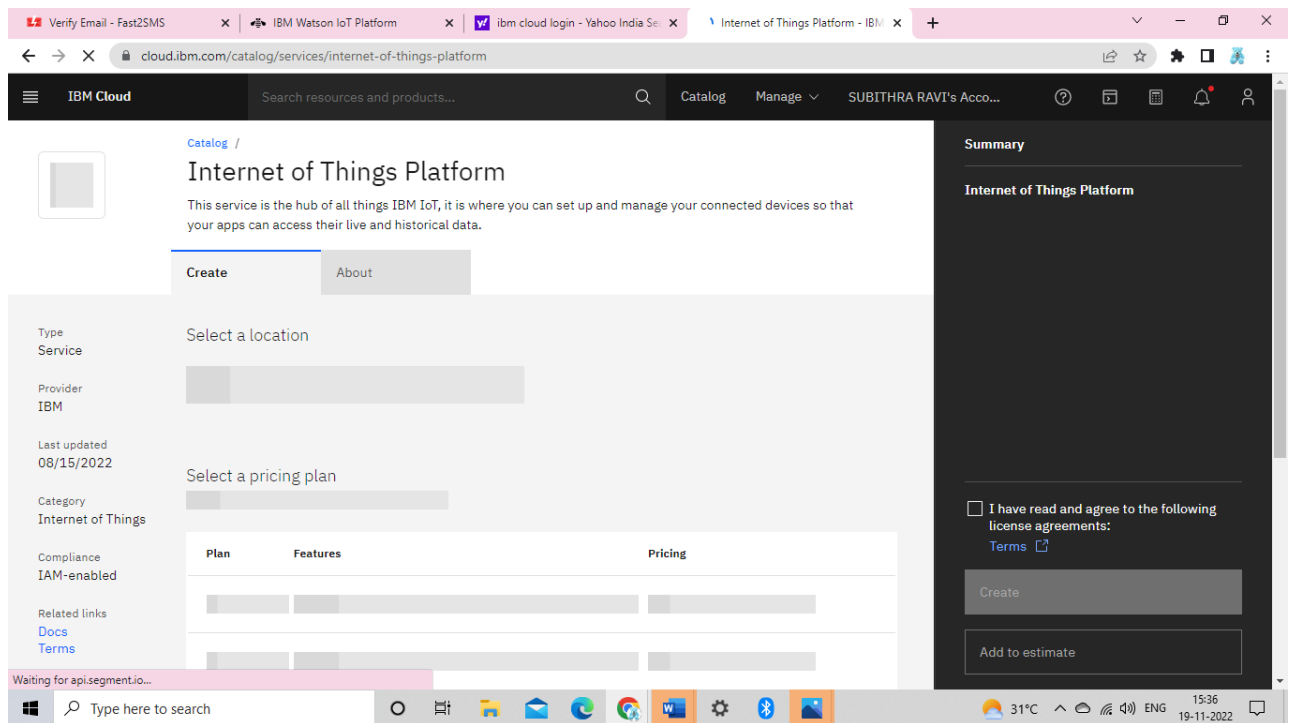 Verify Email - Fast2SMS
IBM Watson IoT Platform
ibm cloud login - Yahoo India Se
Internet of Things Platform - IBM
cloud.ibm.com/catalog/services/internet-of-things-platform
IBM Cloud
Search resources and products...
Catalog
Manage
SUBITHRA RAVI's Acco...
Catalog /
Internet of Things Platform
This service is the hub of all things IBM IoT, it is where you can set up and manage your connected devices so that
your apps can access their live and historical data.
Create
About
Type
Service
Provider
IBM
Last updated
08/15/2022
Category
Internet of Things
Compliance
IAM-enabled
Related links
Docs
Terms
Select a location
Select a pricing plan
Plan Features Pricing
Summary
Internet of Things Platform
I have read and agree to the following
license agreements:
Terms
Create
Add to estimate
Waiting for api.segment.io...
Type here to search
31°C
ENG
15:36
19-11-2022